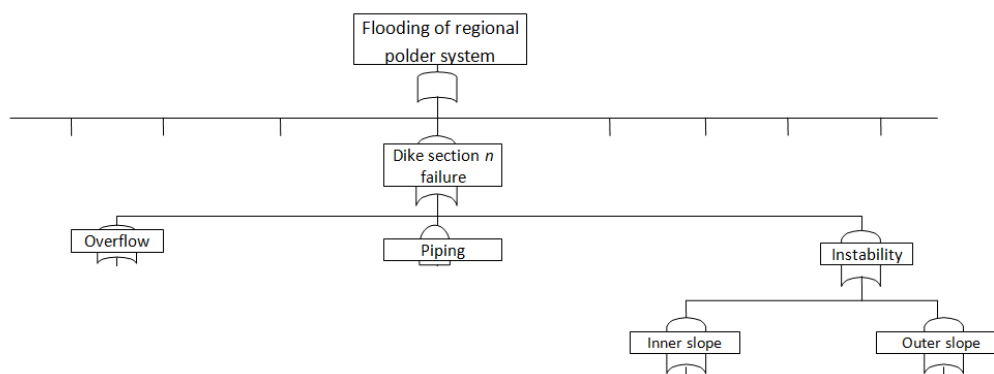 Flooding of regional
polder system
Dike section n
failure
Overflow
Piping
Instability
Inner slope
Outer slope